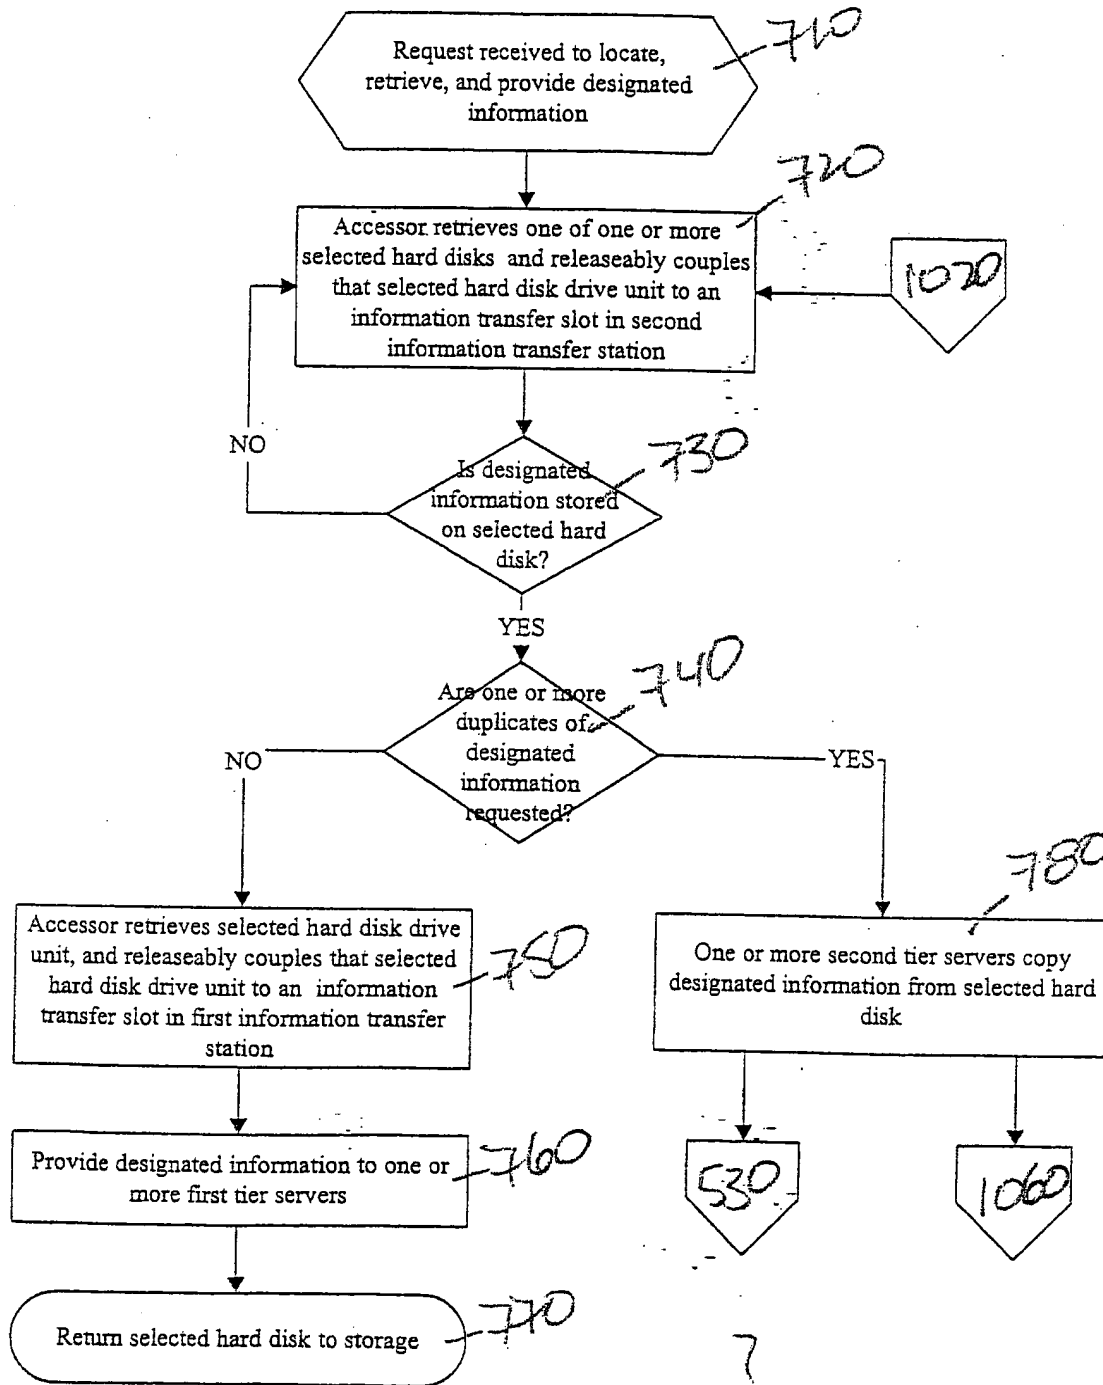 Request received to locate,
retrieve, and provide designated
information
710
720
Accessor retrieves one of one or more
selected hard disks and releaseably couples
that selected hard disk drive unit to an
information transfer slot in second
information transfer station
1020
NO
730
Is designated
information stored
on selected hard
disk?
YES
740
Are one or more
duplicates of
designated
information
requested?
NO
YES
780
Accessor retrieves selected hard disk drive
unit, and releaseably couples that selected
hard disk drive unit to an information
transfer slot in first information transfer
station
750
One or more second tier servers copy
designated information from selected hard
disk
Provide designated information to one or
more first tier servers
760
530
1060
Return selected hard disk to storage
770
7